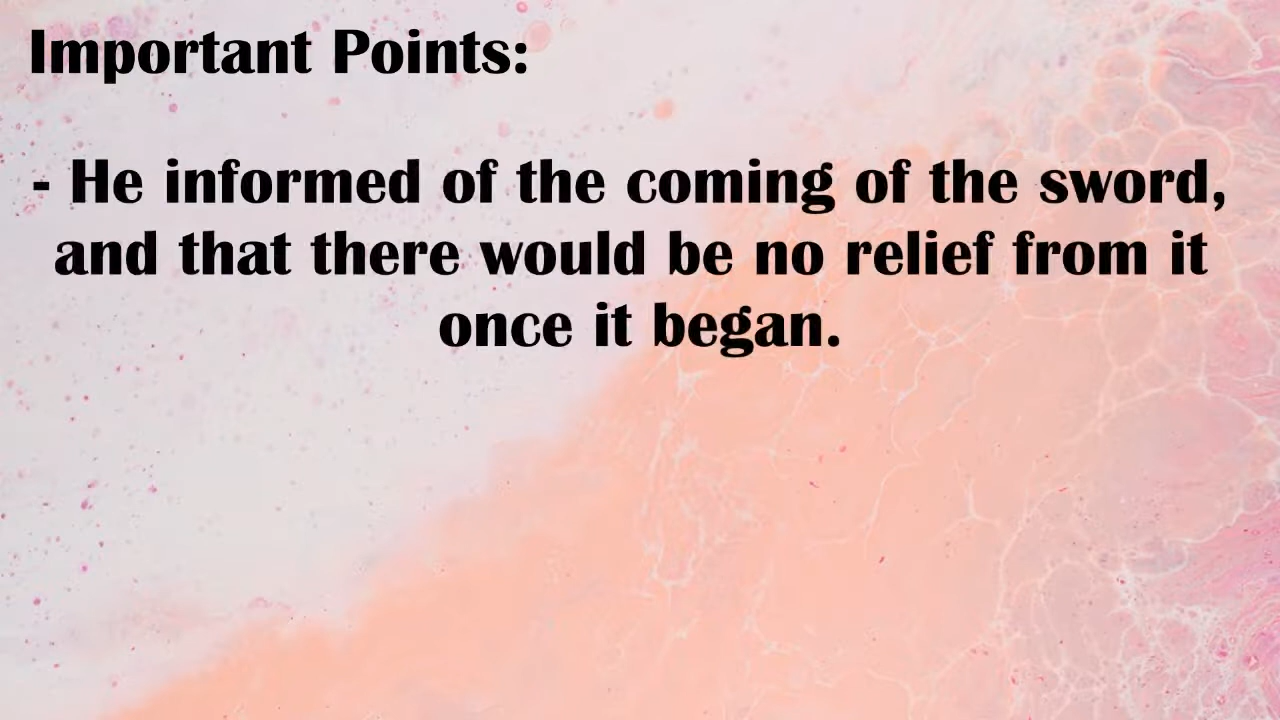 Important Points:
- He informed of the coming of the sword,
and that there would be no relief from it
once it began.